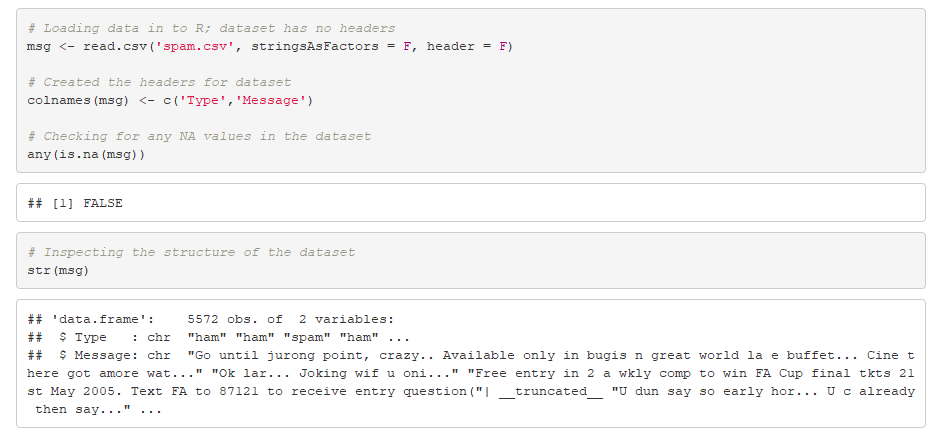 # Loading data in to R; dataset has no headers
msg <- read.csv('spam.csv', stringsAsFactors = F, header = F)
# Created the headers for dataset
colnames(msg) <- c('Type','Message')
# Checking for any NA values in the dataset
any(is.na(msg))
## [1] FALSE
# Inspecting the structure of the dataset
str(msg)
## 'data.frame':    5572 obs. of  2 variables:
##  $ Type   : chr  "ham" "ham" "spam" "ham" ...
##  $ Message: chr  "Go until jurong point, crazy.. Available only in bugis n great world la e buffet... Cine t
here got amore wat..." "Ok lar... Joking wif u oni..." "Free entry in 2 a wkly comp to win FA Cup final tkts 21
st May 2005. Text FA to 87121 to receive entry question("| __truncated__ "U dun say so early hor... U c already
 then say..." ...